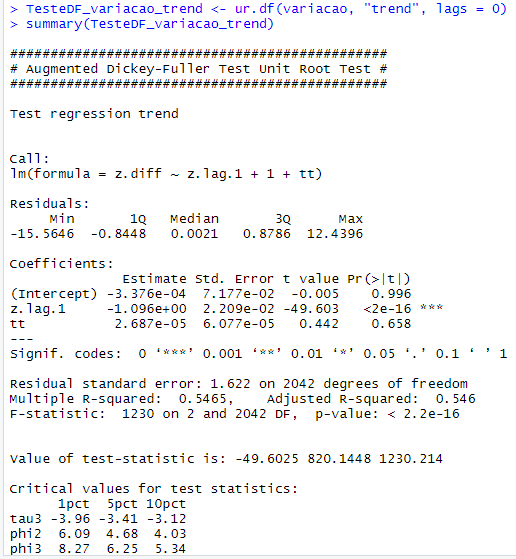 > TesteDF_variacao_trend <- ur.df(variacao, "trend", lags = 0)
> summary(TesteDF_variacao_trend)
###############################################
# Augmented Dickey-Fuller Test Unit Root Test #
###############################################
Test regression trend
Call:
lm(formula = z.diff ~ z.lag.1 + 1 + tt)
Residuals:
     Min       1Q   Median       3Q      Max
-15.5646  -0.8448   0.0021   0.8786  12.4396
Coefficients:
              Estimate Std. Error t value Pr(>|t|)
(Intercept) -3.376e-04  7.177e-02  -0.005    0.996
z.lag.1     -1.096e+00  2.209e-02 -49.603   <2e-16 ***
tt           2.687e-05  6.077e-05   0.442    0.658
---
Signif. codes:  0 ‘***’ 0.001 ‘**’ 0.01 ‘*’ 0.05 ‘.’ 0.1 ‘ ’ 1
Residual standard error: 1.622 on 2042 degrees of freedom
Multiple R-squared:  0.5465,    Adjusted R-squared:  0.546
F-statistic:  1230 on 2 and 2042 DF,  p-value: < 2.2e-16
Value of test-statistic is: -49.6025 820.1448 1230.214
Critical values for test statistics:
      1pct  5pct 10pct
tau3 -3.96 -3.41 -3.12
phi2  6.09  4.68  4.03
phi3  8.27  6.25  5.34